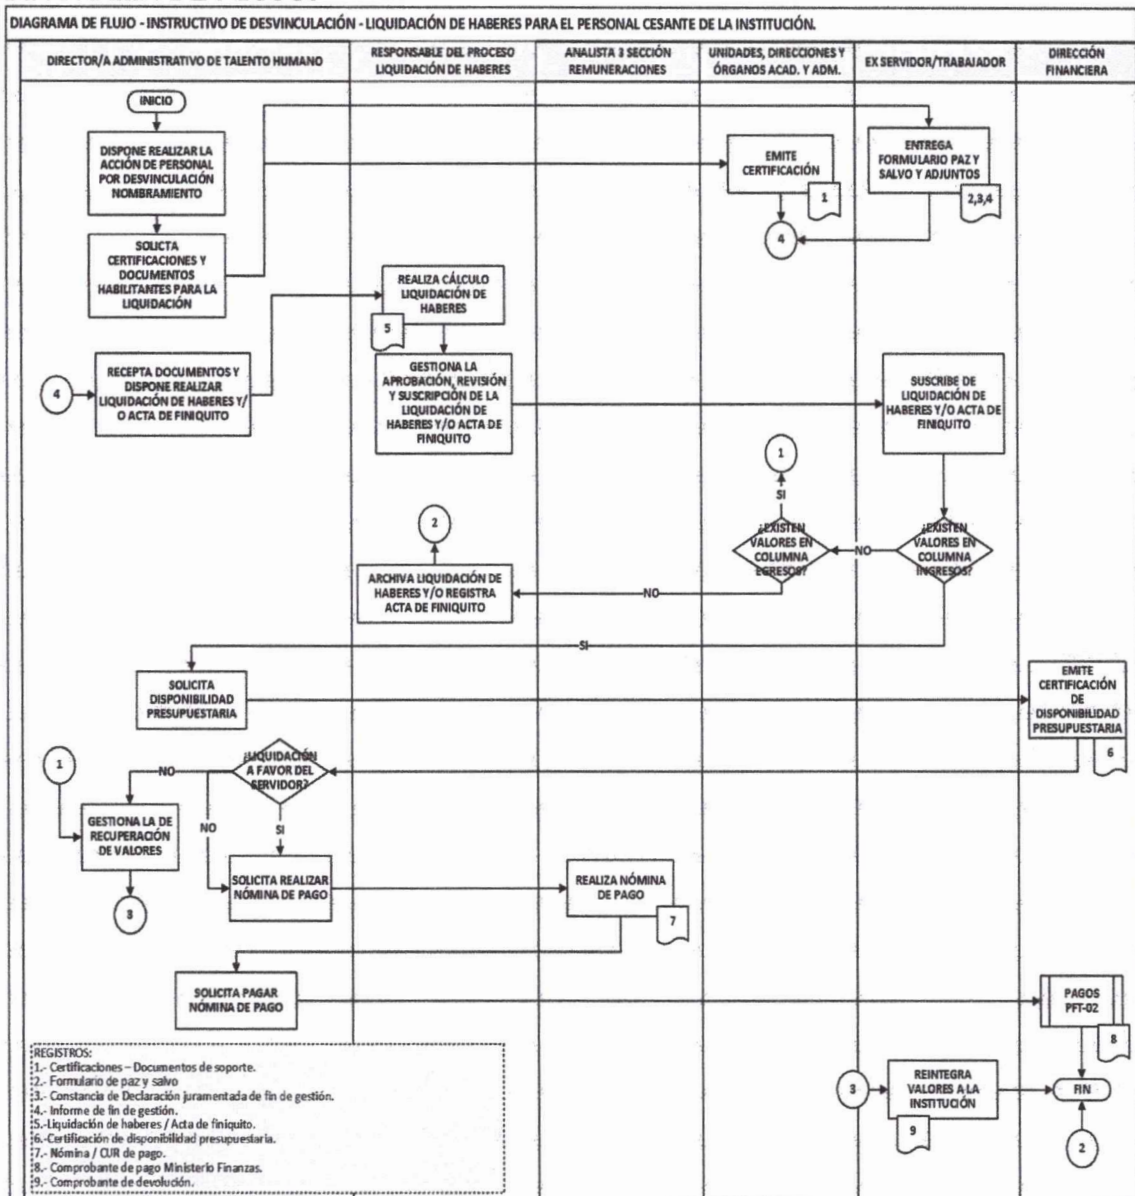 DIAGRAMA DE FLUJO - INSTRUCTIVO DE DESVINCULACIÓN - LIQUIDACIÓN DE HABERES PARA EL PERSONAL CESANTE DE LA INSTITUCIÓN.
DIRECTOR/A ADMINISTRATIVO DE TALENTO HUMANO
RESPONSABLE DEL PROCESO
LIQUIDACIÓN DE HABERES
ANALISTA 3 SECCIÓN
REMUNERACIONES
UNIDADES, DIRECCIONES Y
ÓRGANOS ACAD. Y ADM.
EX SERVIDOR/TRABAJADOR
DIRECCIÓN
FINANCIERA
INICIO
DISPONE REALIZAR LA
ACCIÓN DE PERSONAL
POR DESVINCULACIÓN
NOMBRAMIENTO
EMITE
CERTIFICACIÓN
1
ENTREGA
FORMULARIO PAZ Y
SALVO Y ADJUNTOS
2,3,4
4
SOLICTA
CERTIFICACIONES Y
DOCUMENTOS
HABILITANTES PARA LA
LIQUIDACIÓN
REALIZA CÁLCULO
LIQUIDACIÓN DE
HABERES
5
4
RECEPTA DOCUMENTOS Y
DISPONE REALIZAR
LIQUIDACIÓN DE HABERES Y/
O ACTA DE FINIQUITO
GESTIONA LA
APROBACIÓN, REVISIÓN
Y SUSCRIPCIÓN DE LA
LIQUIDACIÓN DE
HABERES Y/O ACTA DE
FINIQUITO
SUSCRIBE DE
LIQUIDACIÓN DE
HABERES Y/O ACTA DE
FINIQUITO
1
SI
2
¿EXISTEN
VALORES EN
COLUMNA
EGRESOS?
NO
¿EXISTEN
VALORES EN
COLUMNA
INGRESOS?
ARCHIVA LIQUIDACIÓN DE
HABERES Y/O REGISTRA
ACTA DE FINIQUITO
NO
SI
SOLICITA
DISPONIBILIDAD
PRESUPUESTARIA
EMITE
CERTIFICACIÓN
DE
DISPONIBILIDAD
PRESUPUESTARIA
6
1
NO
¿LIQUIDACIÓN
A FAVOR DEL
SERVIDOR?
GESTIONA LA DE
RECUPERACIÓN
DE VALORES
NO
SI
3
SOLICITA REALIZAR
NÓMINA DE PAGO
REALIZA NÓMINA
DE PAGO
7
SOLICITA PAGAR
NÓMINA DE PAGO
PAGOS
PFT-02
8
REGISTROS:
1.- Certificaciones – Documentos de soporte.
2.- Formulario de paz y salvo
3.- Constancia de Declaración juramentada de fin de gestión.
4.- Informe de fin de gestión.
5.-Liquidación de haberes / Acta de finiquito.
6.-Certificación de disponibilidad presupuestaria.
7.- Nómina / CUR de pago.
8.- Comprobante de pago Ministerio Finanzas.
9.- Comprobante de devolución.
3
REINTEGRA
VALORES A LA
INSTITUCIÓN
9
FIN
2